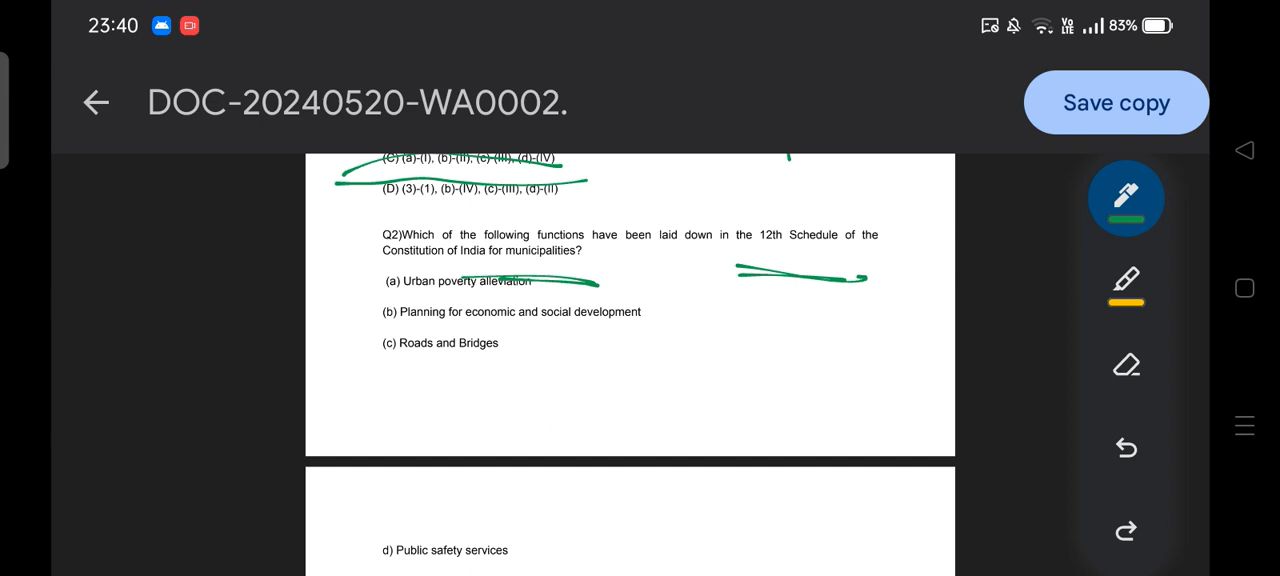 23:40
VO LTE 83%
DOC-20240520-WA0002.
Save copy
(C) (a)-(I), (b)-(II), (c)-(III), (d)-(IV)
(D) (3)-(1), (b)-(IV), (c)-(III), (d)-(II)
Q2)Which of the following functions have been laid down in the 12th Schedule of the
Constitution of India for municipalities?
(a) Urban poverty alleviation
(b) Planning for economic and social development
(c) Roads and Bridges
d) Public safety services